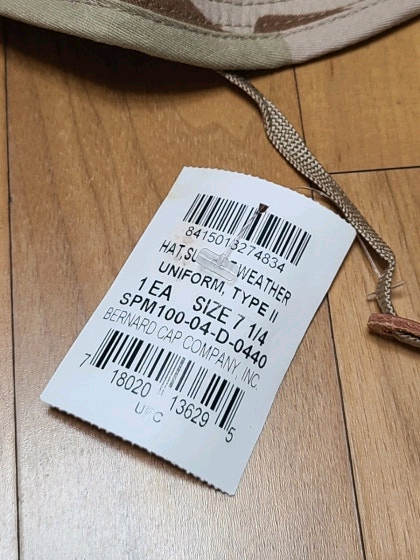 8415013274834
HAT,SU -WEATHER
UNIFORM, TYPE II
1 EA SIZE 7 1/4
SPM100-04-D-0440
BERNARD CAP COMPANY, INC.
7 18020 13629 5